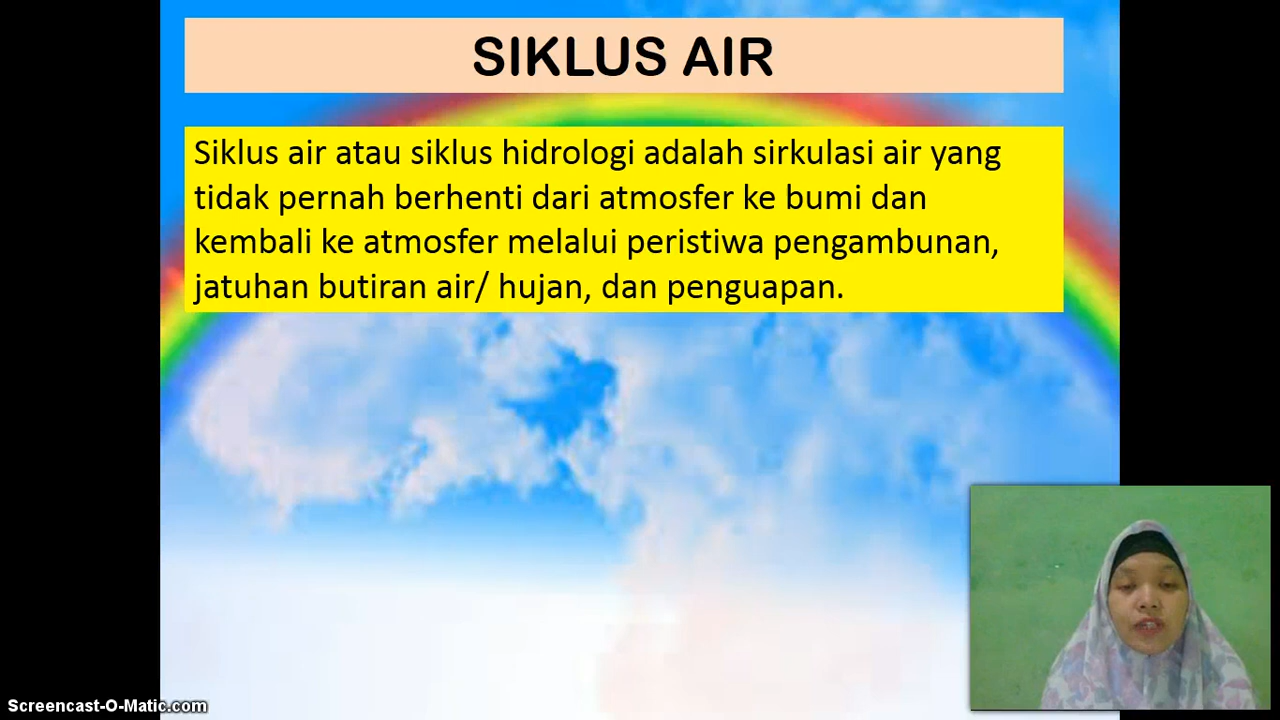 SIKLUS AIR
Siklus air atau siklus hidrologi adalah sirkulasi air yang
tidak pernah berhenti dari atmosfer ke bumi dan
kembali ke atmosfer melalui peristiwa pengambunan,
jatuhan butiran air/ hujan, dan penguapan.
Screencast-O-Matic.com